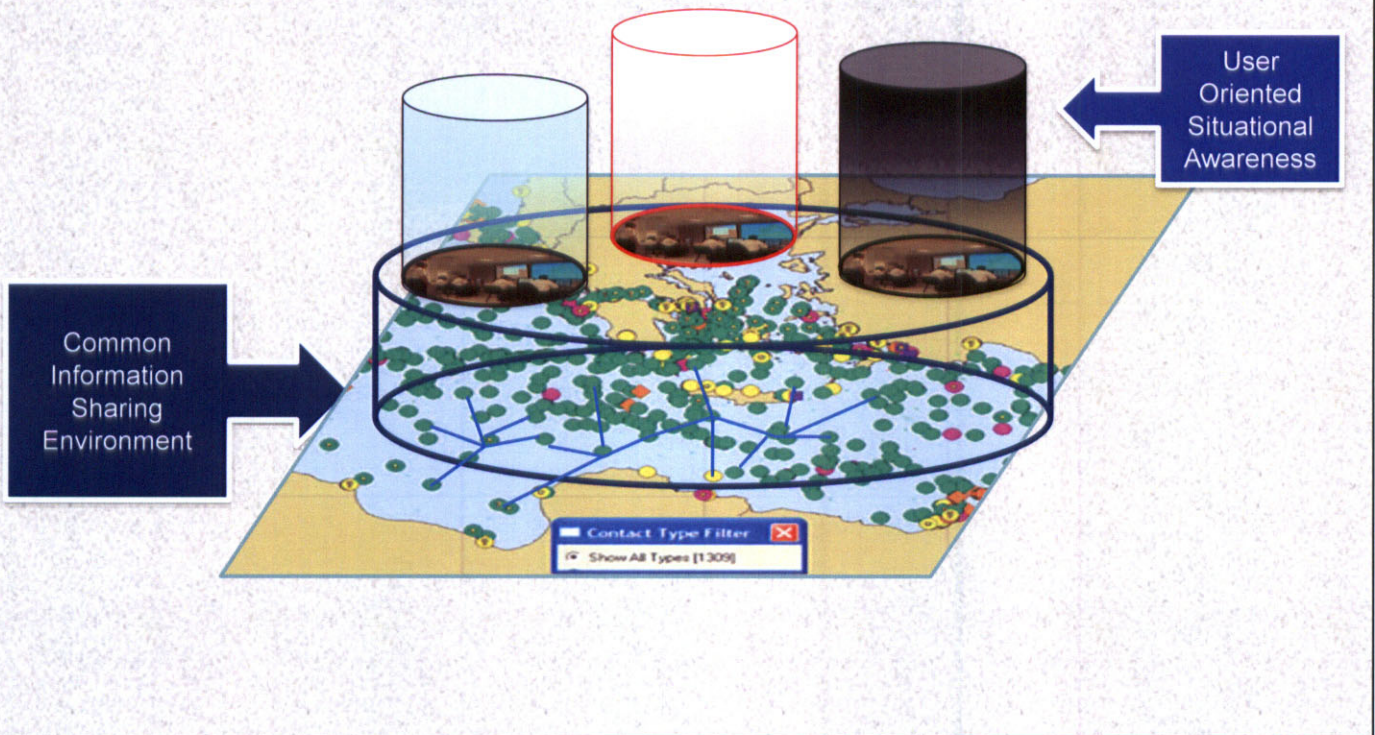 User
Oriented
Situational
Awareness
Common
Information
Sharing
Environment
Contact Type Filter
Show All Types [1309]